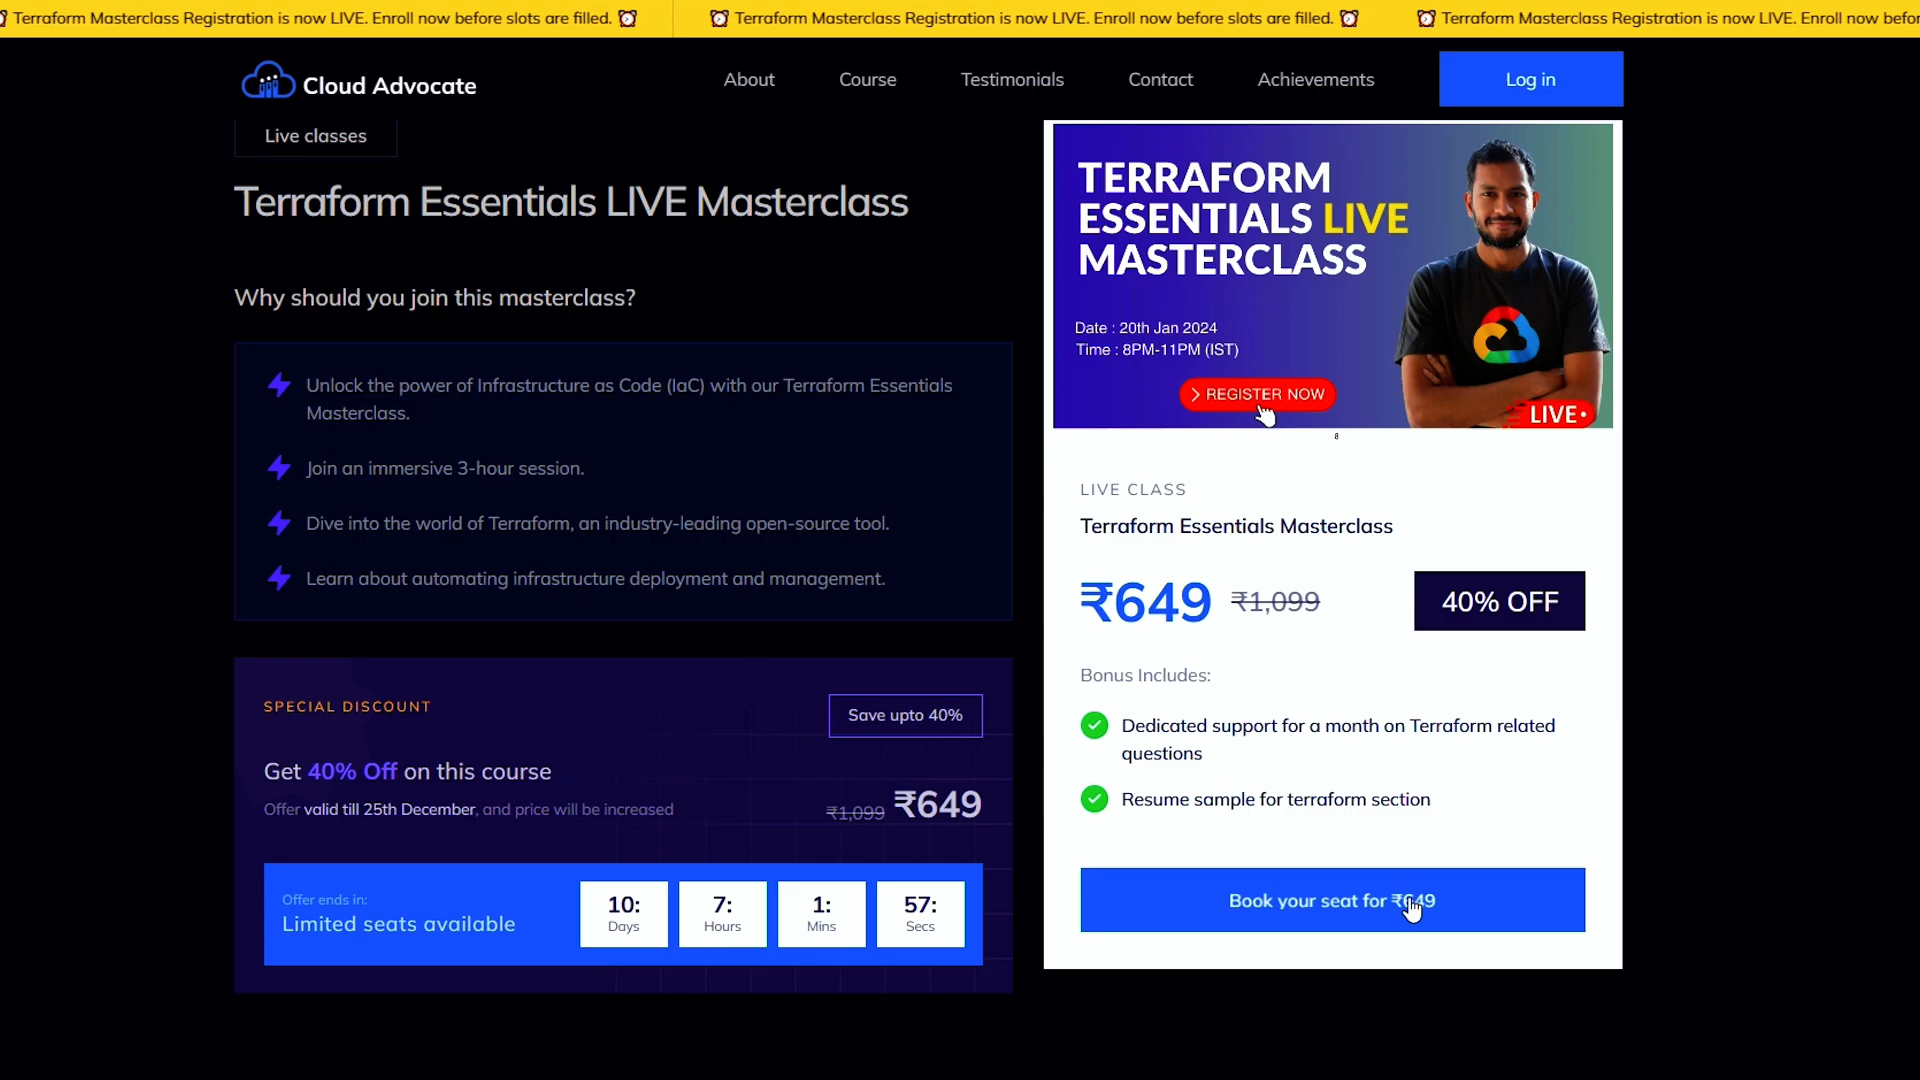 Terraform Masterclass Registration is now LIVE. Enroll now before slots are filled. ⏰ Terraform Masterclass Registration is now LIVE. Enroll now before slots are filled. ⏰ Terraform Masterclass Registration is now LIVE. Enroll now befor
Cloud Advocate
About
Course
Testimonials
Contact
Achievements
Log in
Live classes
Terraform Essentials LIVE Masterclass
Why should you join this masterclass?
Unlock the power of Infrastructure as Code (IaC) with our Terraform Essentials
Masterclass.
Join an immersive 3-hour session.
Dive into the world of Terraform, an industry-leading open-source tool.
Learn about automating infrastructure deployment and management.
SPECIAL DISCOUNT
Save upto 40%
Get 40% Off on this course
Offer valid till 25th December, and price will be increased
₹1,099 ₹649
Offer ends in:
Limited seats available
10: 7: 1: 57:
Days Hours Mins Secs
TERRAFORM
ESSENTIALS LIVE
MASTERCLASS
Date : 20th Jan 2024
Time : 8PM-11PM (IST)
> REGISTER NOW
LIVE
8
LIVE CLASS
Terraform Essentials Masterclass
₹649 ₹1,099 40% OFF
Bonus Includes:
Dedicated support for a month on Terraform related
questions
Resume sample for terraform section
Book your seat for ₹649